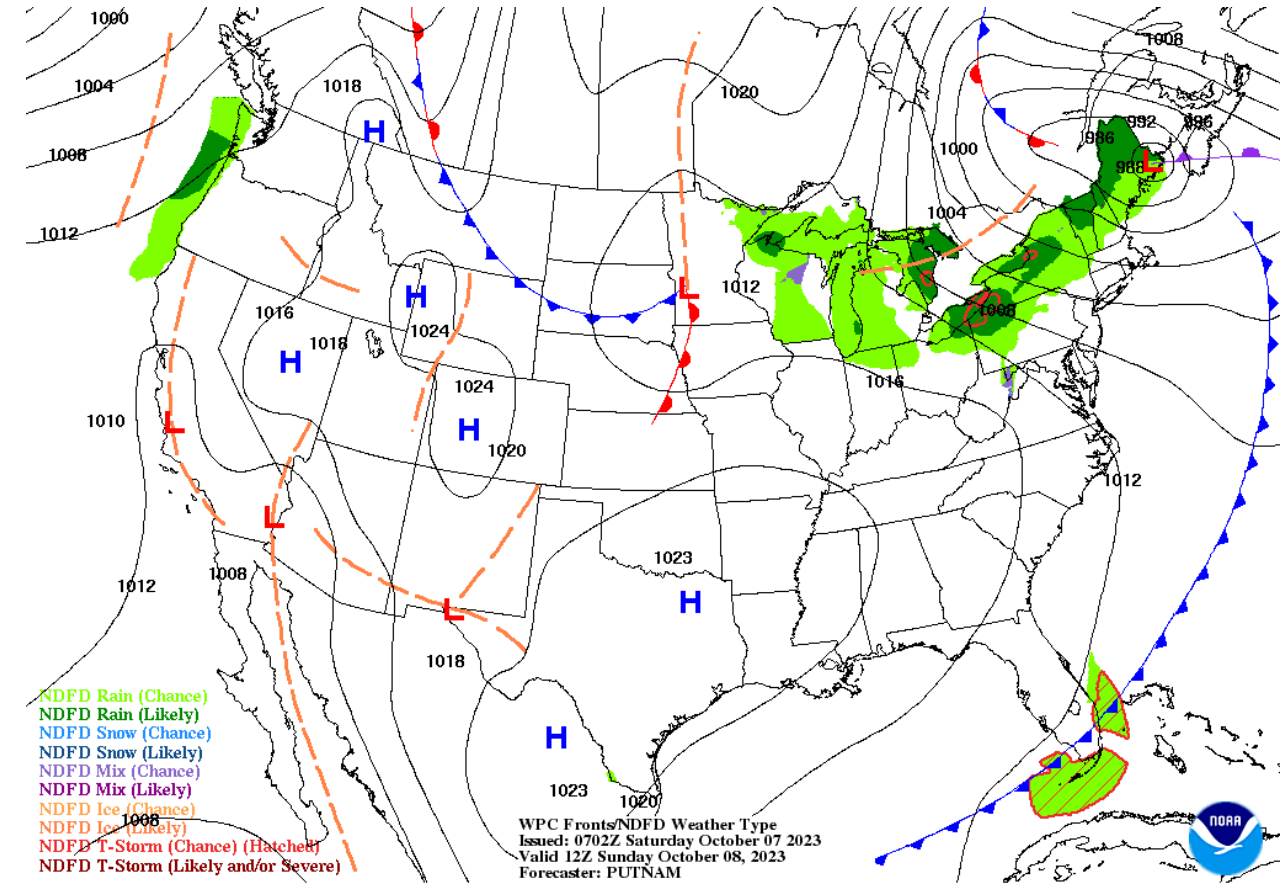 1000
1008
1004
1018
1020
992
996
986
1008
1000
988
H
L
1012
1004
1012
L
H
1024
1016
1018
1008
H
1024
1016
1010
L
H
1020
1012
L
1023
1008
1012
H
L
1018
NDFD Rain (Chance)
NDFD Rain (Likely)
NDFD Snow (Chance)
NDFD Snow (Likely)
NDFD Mix (Chance)
NDFD Mix (Likely)
NDFD Ice (Chance)
NDFD Ice (Likely)
NDFD T-Storm (Chance) (Hatched)
NDFD T-Storm (Likely and/or Severe)
1008
H
1023
1020
WPC Fronts/NDFD Weather Type
Issued: 0702Z Saturday October 07 2023
Valid 12Z Sunday October 08, 2023
Forecaster: PUTNAM
NOAA